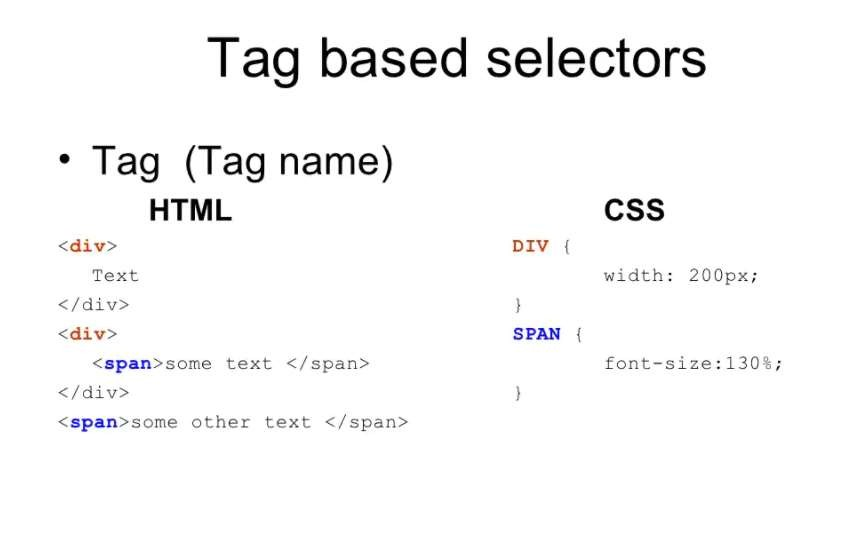 Tag based selectors
• Tag (Tag name)
HTML
<div>
Text
</div>
<div>
<span>some text </span>
</div>
<span>some other text </span>
CSS
DIV {
width: 200px;
}
SPAN {
font-size:130%;
}